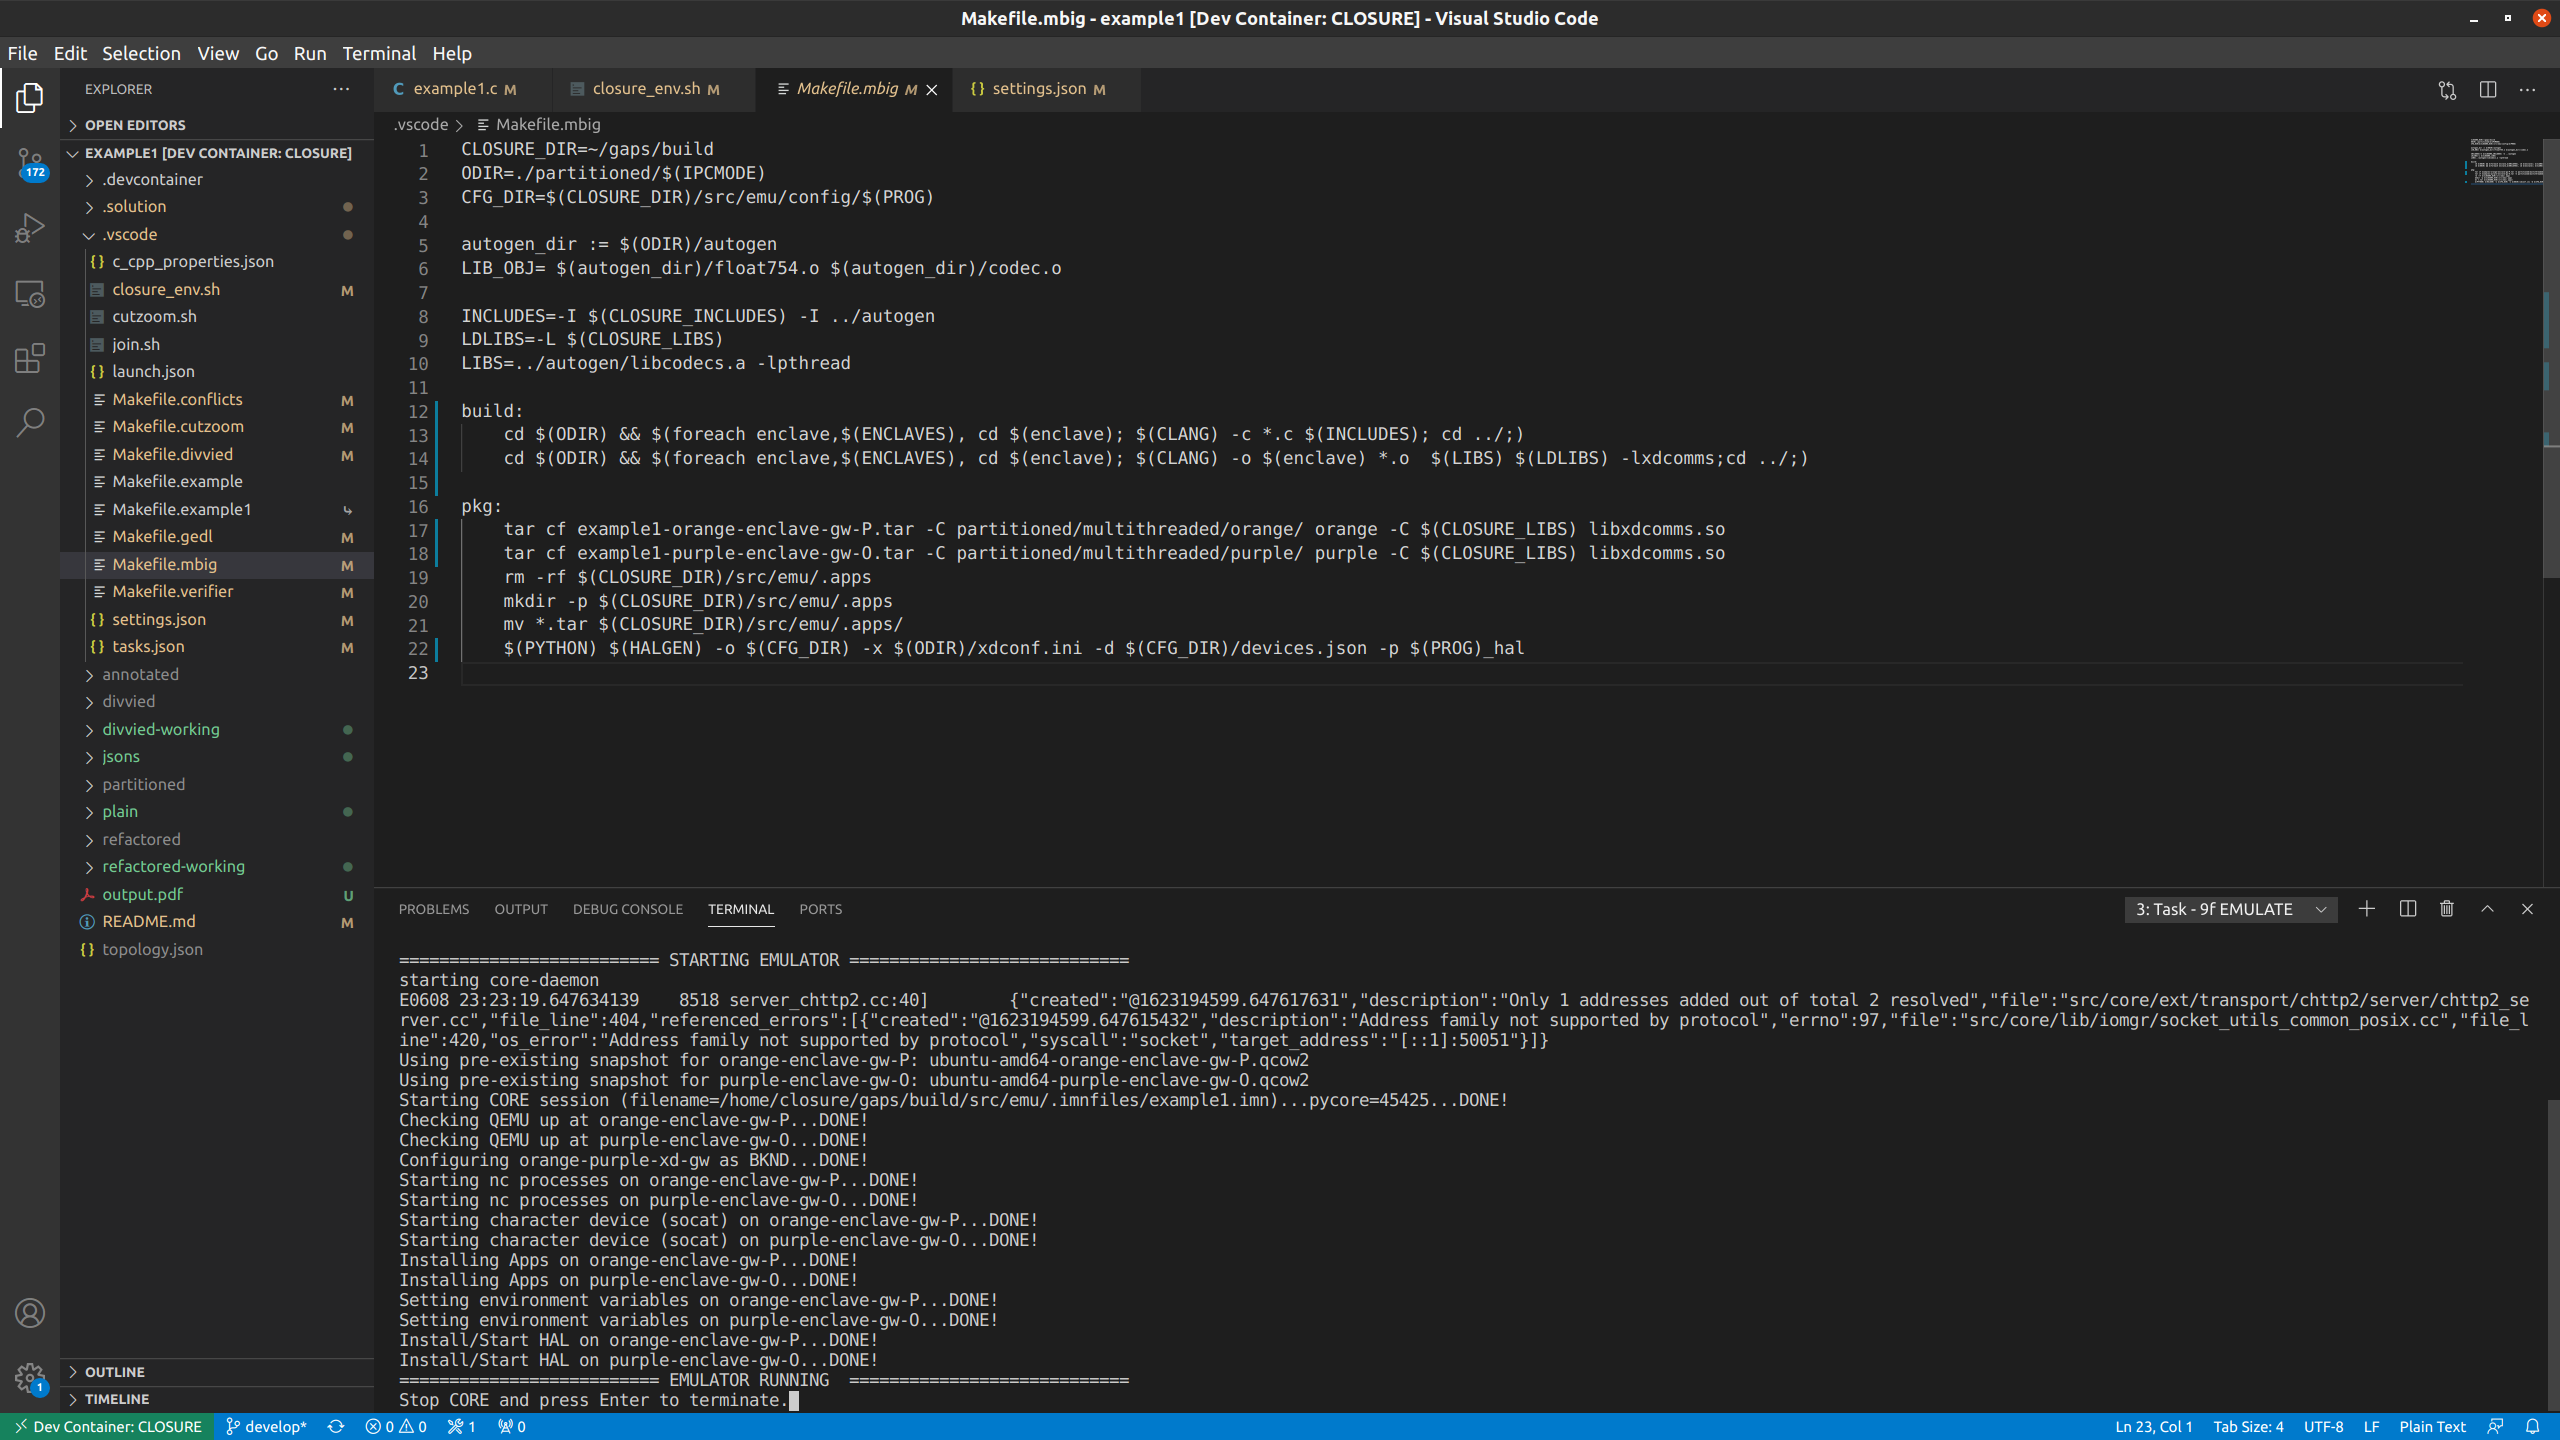 Makefile.mbig - example1 [Dev Container: CLOSURE] - Visual Studio Code
File Edit Selection View Go Run Terminal Help
EXPLORER
example1.c M
closure_env.sh M
Makefile.mbig M
settings.json M
OPEN EDITORS
.vscode > Makefile.mbig
172
EXAMPLE1 [DEV CONTAINER: CLOSURE]
.devcontainer
.solution
.vscode
c_cpp_properties.json
closure_env.sh M
cutzoom.sh
join.sh
launch.json
Makefile.conflicts M
Makefile.cutzoom M
Makefile.divvied M
Makefile.example
Makefile.example1
Makefile.gedl M
Makefile.mbig M
Makefile.verifier M
settings.json M
tasks.json M
annotated
divvied
divvied-working
jsons
partitioned
plain
refactored
refactored-working
output.pdf U
README.md M
topology.json
OUTLINE
TIMELINE
1
1 CLOSURE_DIR=~/gaps/build
2 ODIR=./partitioned/$(IPCMODE)
3 CFG_DIR=$(CLOSURE_DIR)/src/emu/config/$(PROG)
4
5 autogen_dir := $(ODIR)/autogen
6 LIB_OBJ= $(autogen_dir)/float754.o $(autogen_dir)/codec.o
7
8 INCLUDES=-I $(CLOSURE_INCLUDES) -I ../autogen
9 LDLIBS=-L $(CLOSURE_LIBS)
10 LIBS=../autogen/libcodecs.a -lpthread
11
12 build:
13 cd $(ODIR) && $(foreach enclave,$(ENCLAVES), cd $(enclave); $(CLANG) -c *.c $(INCLUDES); cd ../;)
14 cd $(ODIR) && $(foreach enclave,$(ENCLAVES), cd $(enclave); $(CLANG) -o $(enclave) *.o  $(LIBS) $(LDLIBS) -lxdcomms;cd ../;)
15
16 pkg:
17 tar cf example1-orange-enclave-gw-P.tar -C partitioned/multithreaded/orange/ orange -C $(CLOSURE_LIBS) libxdcomms.so
18 tar cf example1-purple-enclave-gw-O.tar -C partitioned/multithreaded/purple/ purple -C $(CLOSURE_LIBS) libxdcomms.so
19 rm -rf $(CLOSURE_DIR)/src/emu/.apps
20 mkdir -p $(CLOSURE_DIR)/src/emu/.apps
21 mv *.tar $(CLOSURE_DIR)/src/emu/.apps/
22 $(PYTHON) $(HALGEN) -o $(CFG_DIR) -x $(ODIR)/xdconf.ini -d $(CFG_DIR)/devices.json -p $(PROG)_hal
23
PROBLEMS OUTPUT DEBUG CONSOLE TERMINAL PORTS
3: Task - 9f EMULATE
========================== STARTING EMULATOR ============================
starting core-daemon
E0608 23:23:19.647634139    8518 server_chttp2.cc:40]        {"created":"@1623194599.647617631","description":"Only 1 addresses added out of total 2 resolved","file":"src/core/ext/transport/chttp2/server/chttp2_se
rver.cc","file_line":404,"referenced_errors":[{"created":"@1623194599.647615432","description":"Address family not supported by protocol","errno":97,"file":"src/core/lib/iomgr/socket_utils_common_posix.cc","file_l
ine":420,"os_error":"Address family not supported by protocol","syscall":"socket","target_address":"[::1]:50051"}]}
Using pre-existing snapshot for orange-enclave-gw-P: ubuntu-amd64-orange-enclave-gw-P.qcow2
Using pre-existing snapshot for purple-enclave-gw-O: ubuntu-amd64-purple-enclave-gw-O.qcow2
Starting CORE session (filename=/home/closure/gaps/build/src/emu/.imnfiles/example1.imn)...pycore=45425...DONE!
Checking QEMU up at orange-enclave-gw-P...DONE!
Checking QEMU up at purple-enclave-gw-O...DONE!
Configuring orange-purple-xd-gw as BKND...DONE!
Starting nc processes on orange-enclave-gw-P...DONE!
Starting nc processes on purple-enclave-gw-O...DONE!
Starting character device (socat) on orange-enclave-gw-P...DONE!
Starting character device (socat) on purple-enclave-gw-O...DONE!
Installing Apps on orange-enclave-gw-P...DONE!
Installing Apps on purple-enclave-gw-O...DONE!
Setting environment variables on orange-enclave-gw-P...DONE!
Setting environment variables on purple-enclave-gw-O...DONE!
Install/Start HAL on orange-enclave-gw-P...DONE!
Install/Start HAL on purple-enclave-gw-O...DONE!
========================== EMULATOR RUNNING  ============================
Stop CORE and press Enter to terminate.
Dev Container: CLOSURE develop* 0 0 1 0 Ln 23, Col 1 Tab Size: 4 UTF-8 LF Plain Text